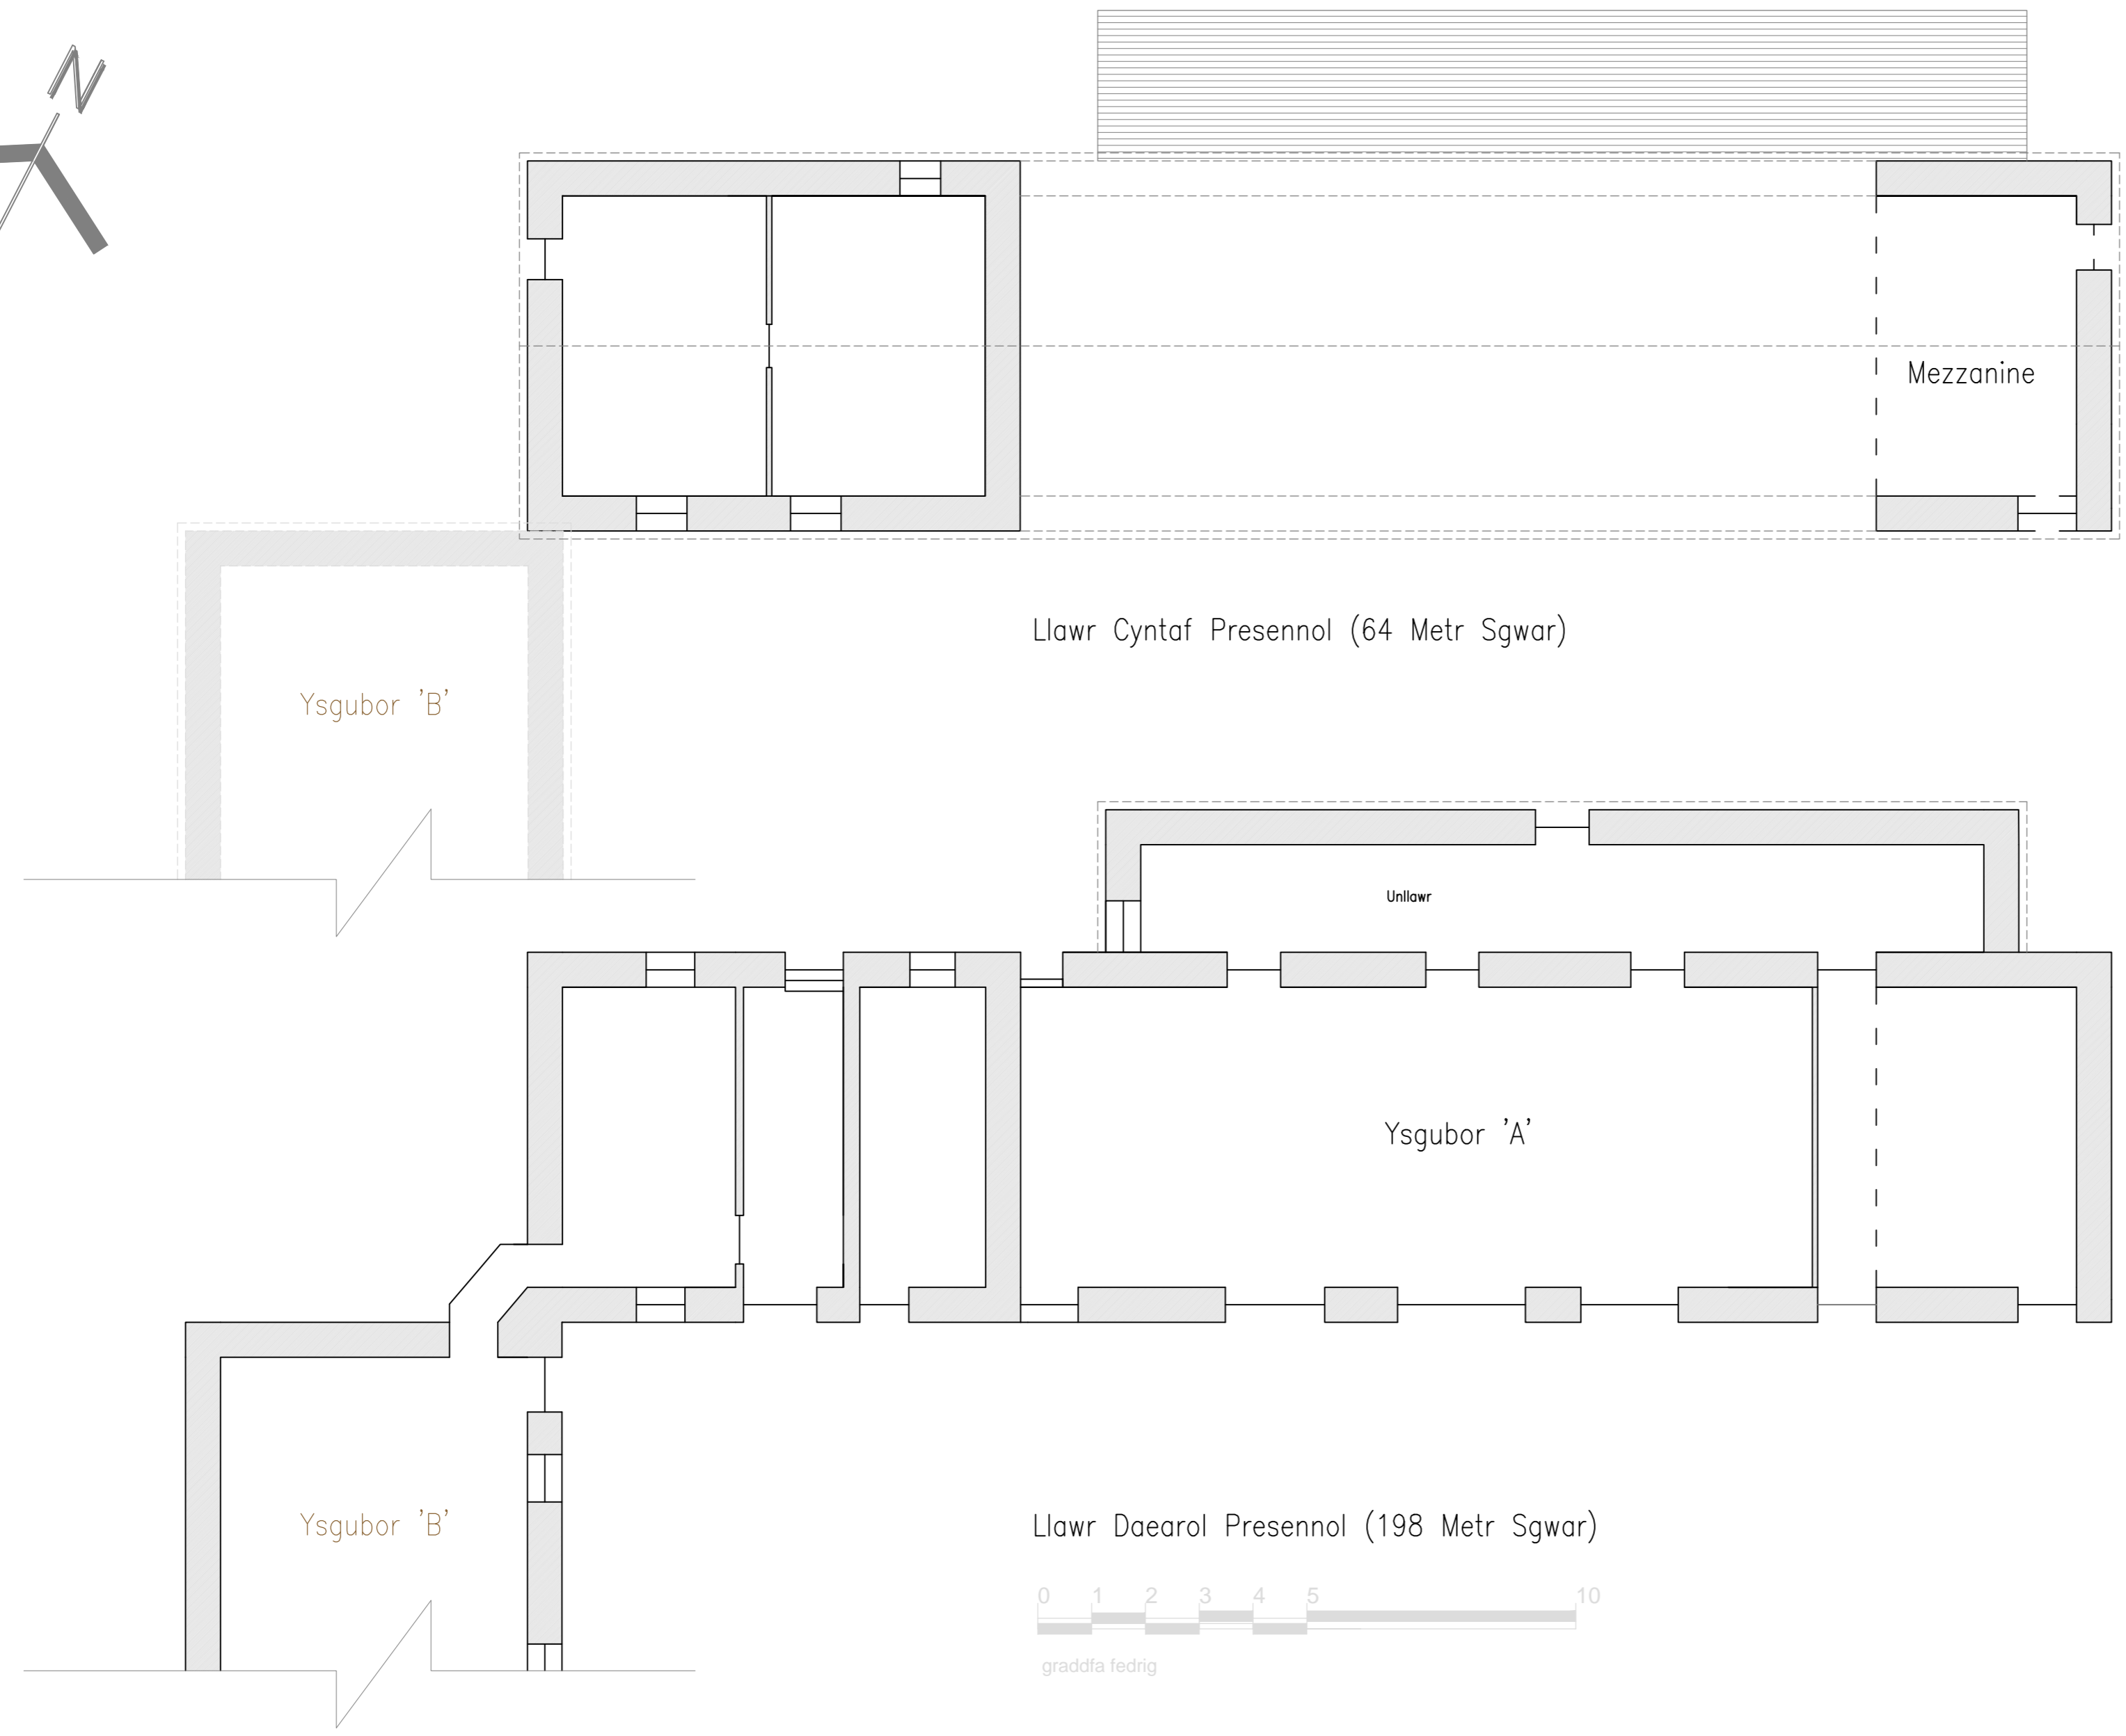 N
Mezzanine
Llawr Cyntaf Presennol (64 Metr Sgwar)
Ysgubor 'B'
Unllawr
Ysgubor 'A'
Ysgubor 'B'
Llawr Daearol Presennol (198 Metr Sgwar)
0 1 2 3 4 5 10
graddfa fedrig